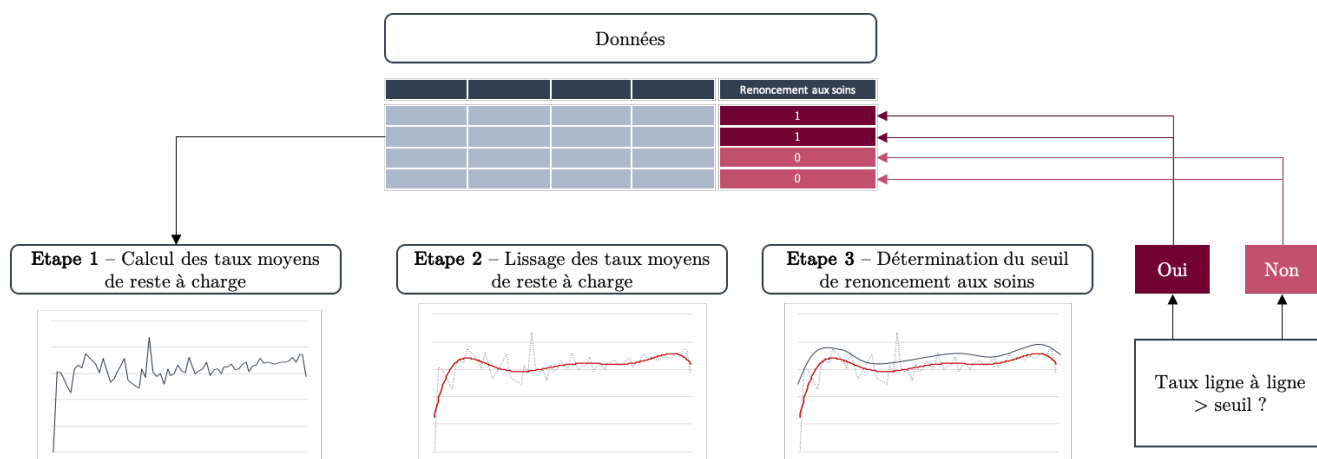 Données
Renoncement aux soins
1
1
0
0
Etape 1 – Calcul des taux moyens
de reste à charge
Etape 2 – Lissage des taux moyens
de reste à charge
Etape 3 – Détermination du seuil
de renoncement aux soins
Oui
Non
Taux ligne à ligne
> seuil ?